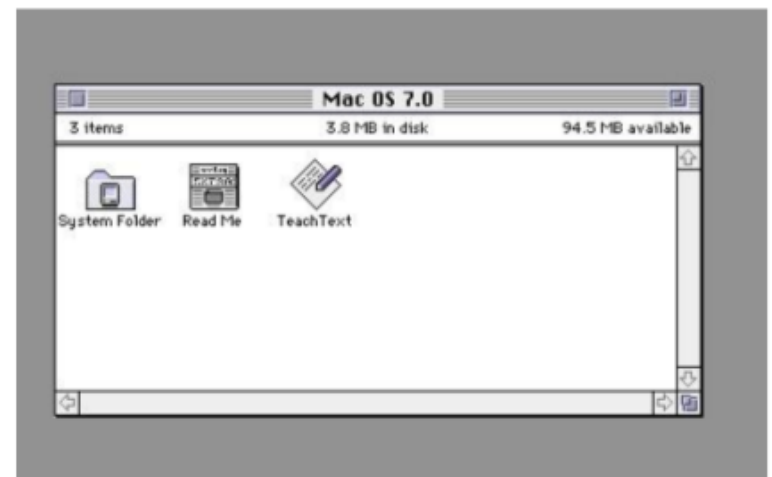 Mac OS 7.0
3 items 3.8 MB in disk 94.5 MB available
System Folder Read Me TeachText